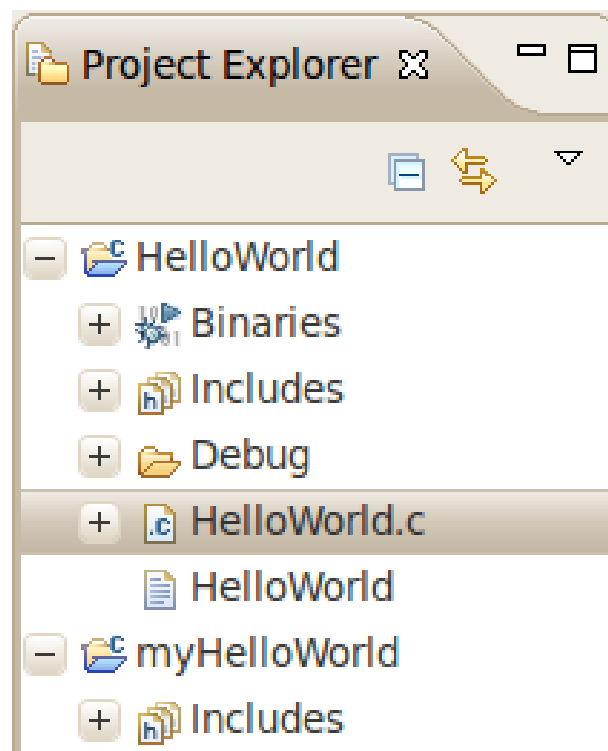 Project Explorer
HelloWorld
Binaries
Includes
Debug
HelloWorld.c
HelloWorld
myHelloWorld
Includes